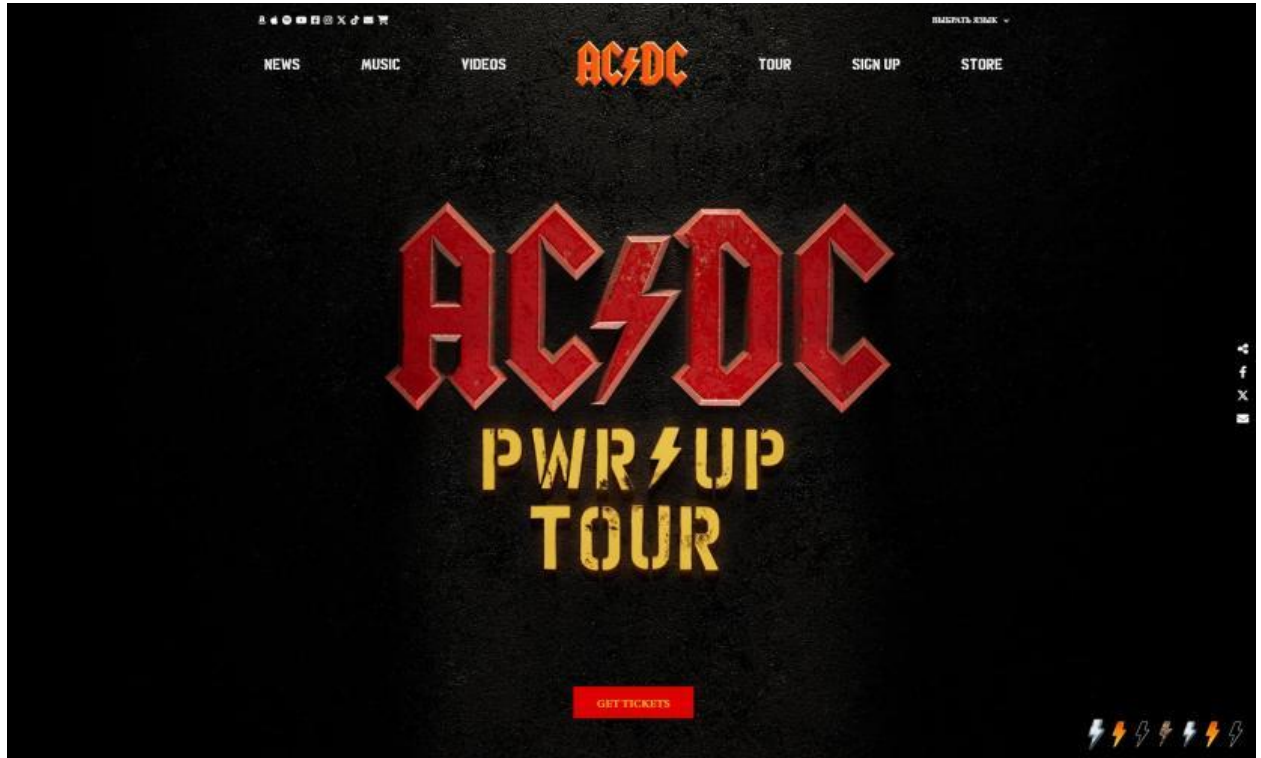 ВЫБРАТЬ ЯЗЫК
NEWS MUSIC VIDEOS AC⚡DC TOUR SIGN UP STORE
AC⚡DC
PWR⚡UP
TOUR
GET TICKETS